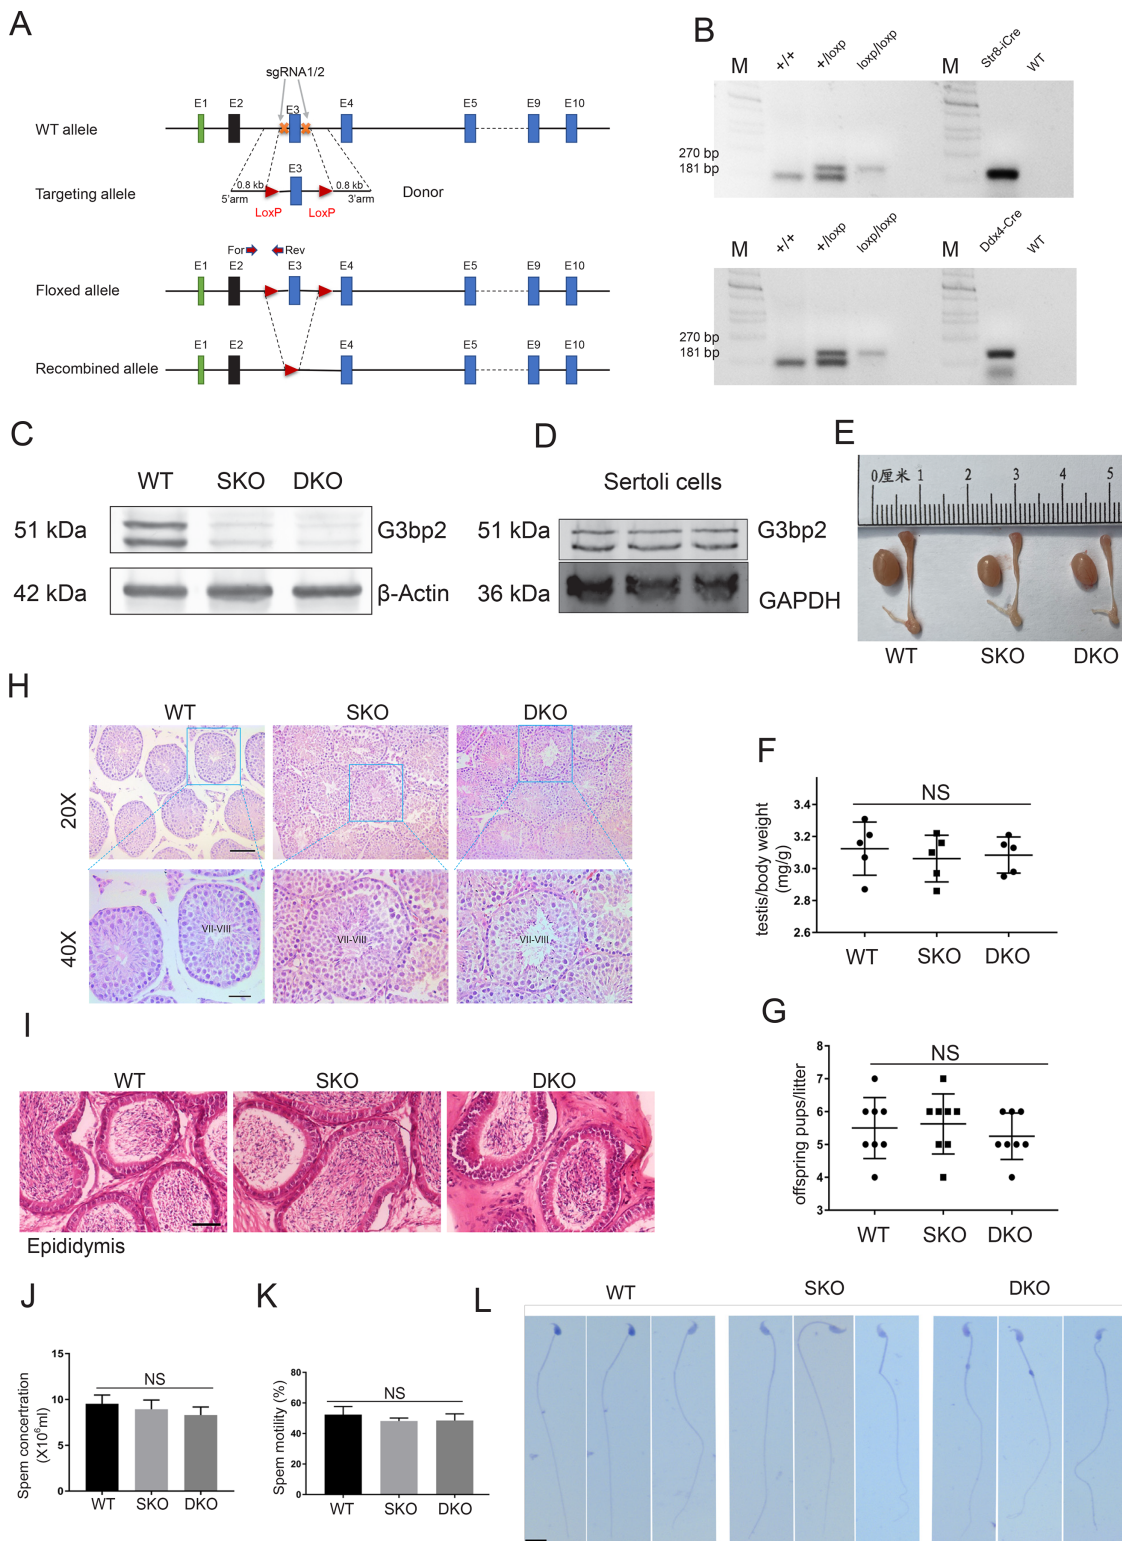 A
sgRNA1/2
E1 E2 E3 E4 E5 E9 E10
WT allele
E3
0.8 kb 0.8 kb
Targeting allele
5'arm 3'arm
Donor
LoxP LoxP
For Rev
E1 E2 E3 E4 E5 E9 E10
Floxed allele
E1 E2 E4 E5 E9 E10
Recombined allele
B
M +/+ +/loxp loxp/loxp M Str8-iCre WT
270 bp
181 bp
M +/+ +/loxp loxp/loxp M Ddx4-Cre WT
270 bp
181 bp
C
WT SKO DKO
51 kDa G3bp2
42 kDa β-Actin
D
Sertoli cells
51 kDa G3bp2
36 kDa GAPDH
E
0厘米 1 2 3 4 5
WT SKO DKO
H
WT SKO DKO
20X
40X
VII-VIII VII-VIII VII-VIII
F
NS
testis/body weight
(mg/g)
3.4
3.2
3.0
2.8
2.6
WT SKO DKO
G
NS
offspring pups/litter
8
7
6
5
4
3
WT SKO DKO
I
WT SKO DKO
Epididymis
J
NS
Spem concertration
(X10⁶ml)
15
10
5
0
WT SKO DKO
K
NS
Spem motility (%)
80
60
40
20
0
WT SKO DKO
L
WT SKO DKO